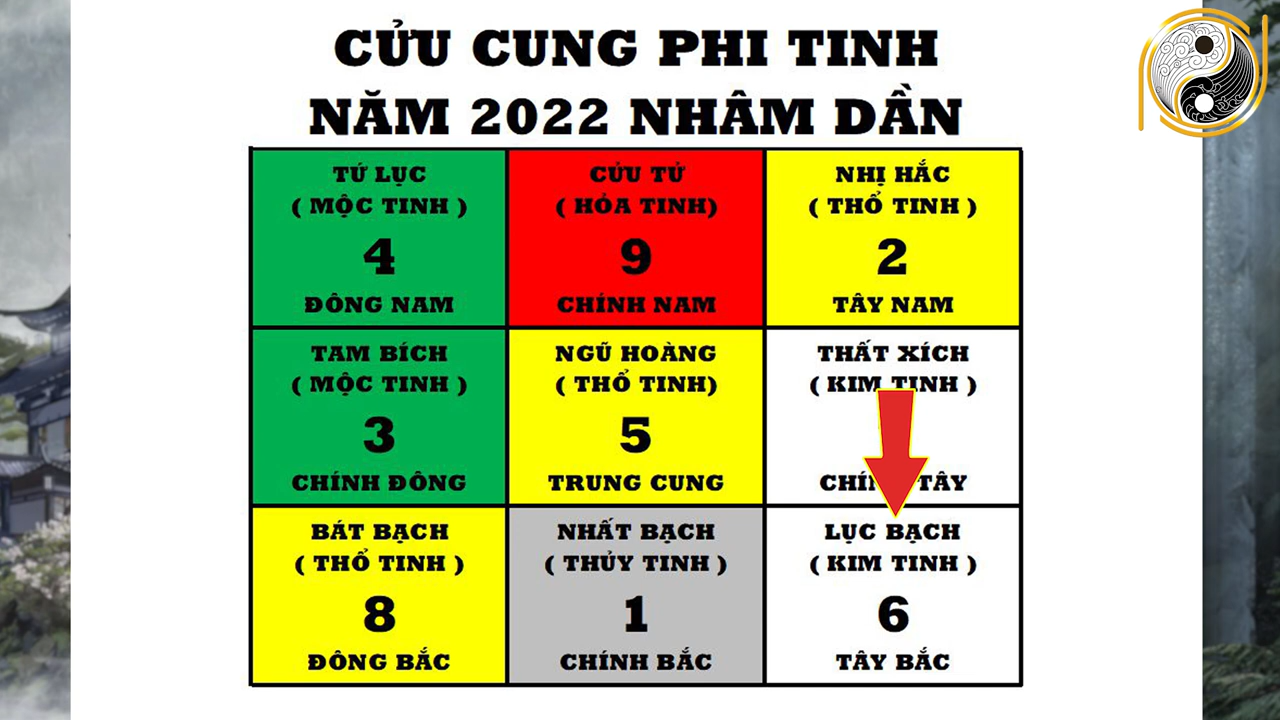 CỬU CUNG PHI TINH
NĂM 2022 NHÂM DẦN
TỨ LỤC
( MỘC TINH )
4
ĐÔNG NAM
CỬU TỬ
( HỎA TINH)
9
CHÍNH NAM
NHỊ HẮC
( THỔ TINH )
2
TÂY NAM
TAM BÍCH
( MỘC TINH )
3
CHÍNH ĐÔNG
NGŨ HOÀNG
( THỔ TINH)
5
TRUNG CUNG
THẤT XÍCH
( KIM TINH )
TÂY
BÁT BẠCH
( THỔ TINH )
8
ĐÔNG BẮC
NHẤT BẠCH
( THỦY TINH )
1
CHÍNH BẮC
LỤC BẠCH
( KIM TINH )
6
TÂY BẮC